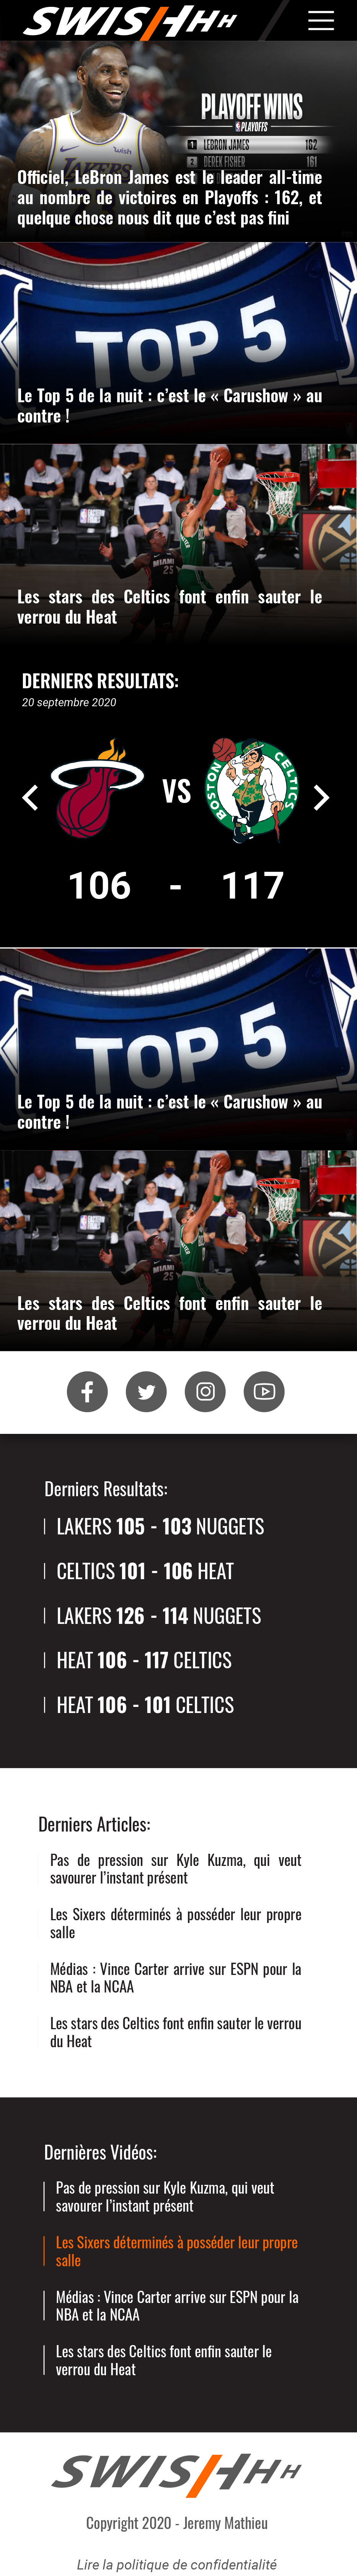 SWISHHH
PLAYOFF WINS
PLAYOFFS
1 LEBRON JAMES 162
2 DEREK FISHER 161
Officiel, LeBron James est le leader all-time
au nombre de victoires en Playoffs : 162, et
quelque chose nous dit que c'est pas fini
TOP 5
Le Top 5 de la nuit : c'est le « Carushow » au
contre !
MIAMI
25
Les stars des Celtics font enfin sauter le
verrou du Heat
DERNIERS RESULTATS:
20 septembre 2020
VS
BOSTON
CELTICS
106 - 117
TOP 5
Le Top 5 de la nuit : c'est le « Carushow » au
contre !
MIAMI
25
Les stars des Celtics font enfin sauter le
verrou du Heat
Derniers Resultats:
LAKERS 105 - 103 NUGGETS
CELTICS 101 - 106 HEAT
LAKERS 126 - 114 NUGGETS
HEAT 106 - 117 CELTICS
HEAT 106 - 101 CELTICS
Derniers Articles:
Pas de pression sur Kyle Kuzma, qui veut
savourer l'instant présent
Les Sixers déterminés à posséder leur propre
salle
Médias : Vince Carter arrive sur ESPN pour la
NBA et la NCAA
Les stars des Celtics font enfin sauter le verrou
du Heat
Dernières Vidéos:
Pas de pression sur Kyle Kuzma, qui veut
savourer l'instant présent
Les Sixers déterminés à posséder leur propre
salle
Médias : Vince Carter arrive sur ESPN pour la
NBA et la NCAA
Les stars des Celtics font enfin sauter le
verrou du Heat
SWISHHH
Copyright 2020 - Jeremy Mathieu
Lire la politique de confidentialité